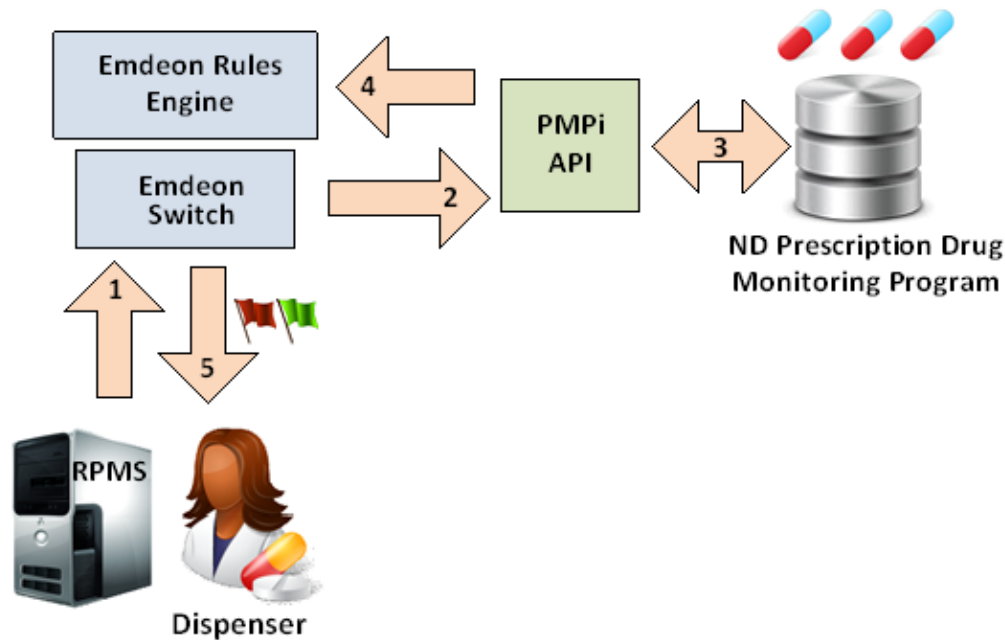 Emdeon Rules
Engine
4
PMPi
API
3
Emdeon
Switch
2
ND Prescription Drug
Monitoring Program
1
5
RPMS
Dispenser